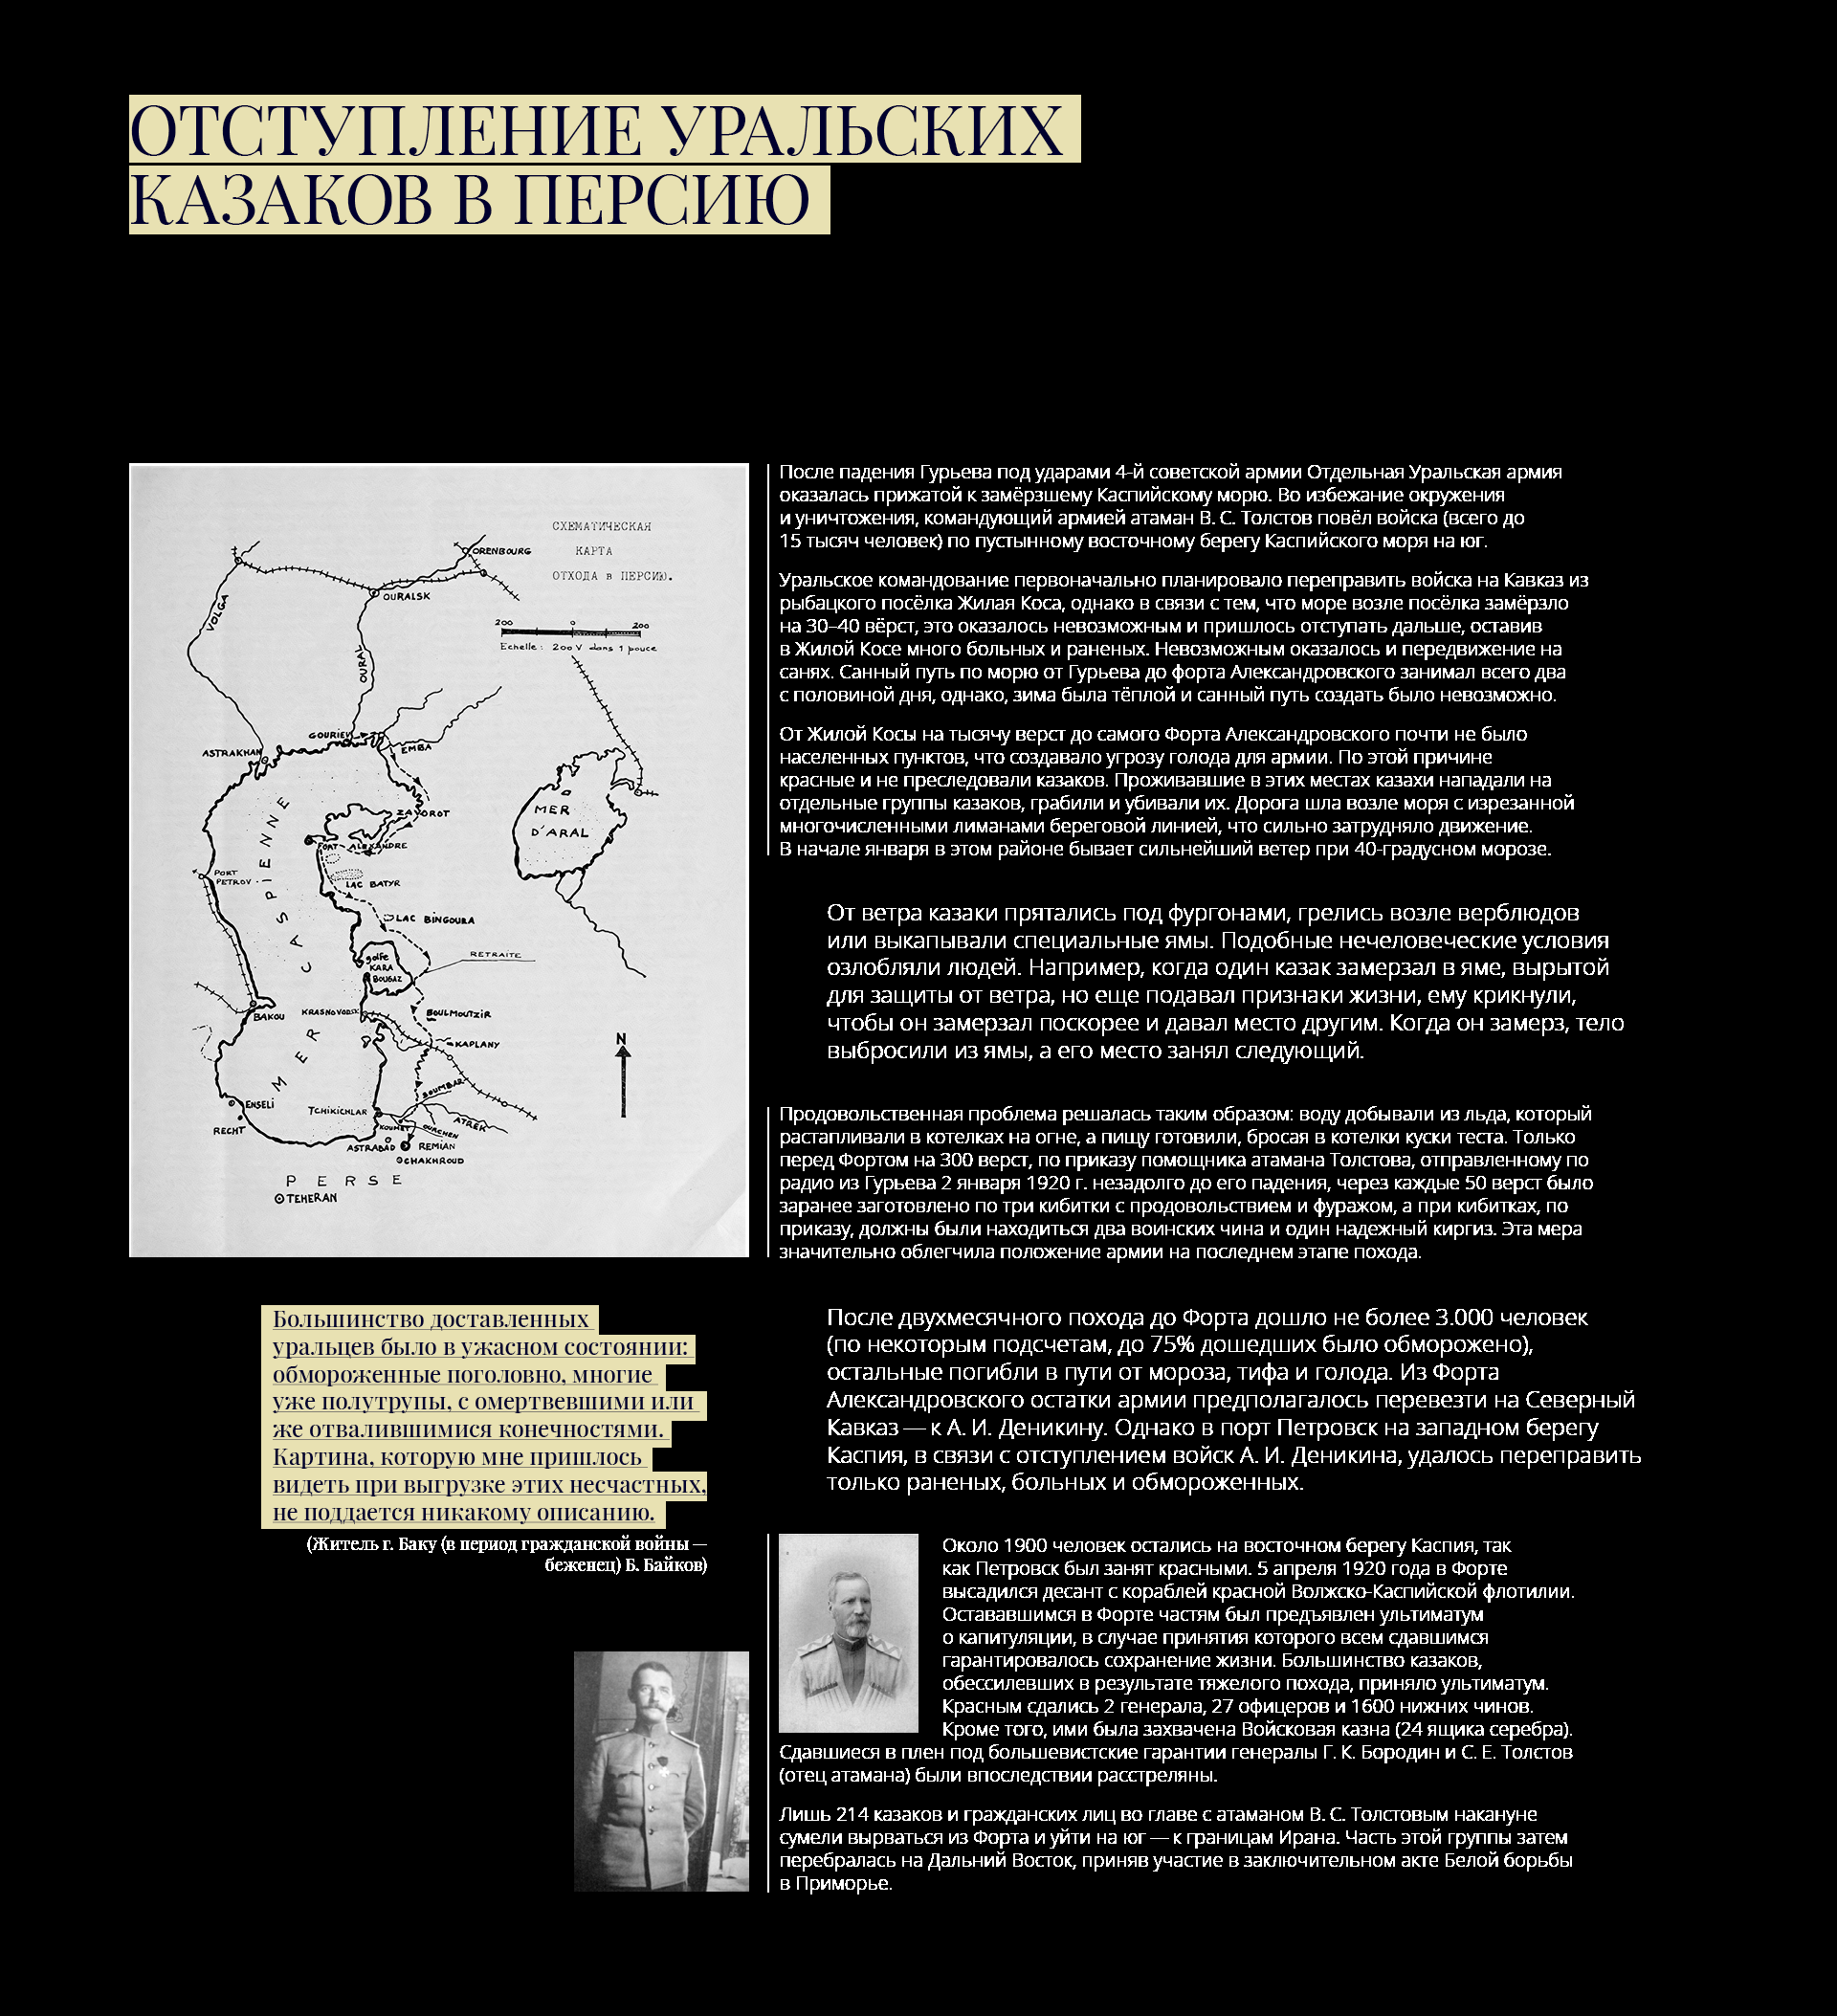 ОТСТУПЛЕНИЕ УРАЛЬСКИХ
КАЗАКОВ В ПЕРСИЮ
СХЕМАТИЧЕСКАЯ
КАРТА
ОТХОДА в ПЕРСИЮ.
ORENBOURG
OURALSK
VOLGA
OURAL
200 0 200
Echelle: 200 V dans 1 pouce
GOURIEV
EMBA
ASTRAKHAN
ZAVOROT
MER
D'ARAL
FORT-ALEXANDRE
PORT
PETROV.
LAC BATYR
LAC BINGOURA
MER CASPIENNE
RETRAITE
golfe
KARA
BOUGAZ
BAKOU
KRASNOVODSK
BOULMOUTZIR
KAPLANY
N
SOUMBAR
ENSELI
TCHIKICHLAR
ATREK
RECHT
KOUMET
OUACHEN
ASTRABAD
REMIAN
CHAKHROUD
PERSE
TEHERAN
После падения Гурьева под ударами 4-й советской армии Отдельная Уральская армия
оказалась прижатой к замёрзшему Каспийскому морю. Во избежание окружения
и уничтожения, командующий армией атаман В. С. Толстов повёл войска (всего до
15 тысяч человек) по пустынному восточному берегу Каспийского моря на юг.
Уральское командование первоначально планировало переправить войска на Кавказ из
рыбацкого посёлка Жилая Коса, однако в связи с тем, что море возле посёлка замёрзло
на 30–40 вёрст, это оказалось невозможным и пришлось отступать дальше, оставив
в Жилой Косе много больных и раненых. Невозможным оказалось и передвижение на
санях. Санный путь по морю от Гурьева до форта Александровского занимал всего два
с половиной дня, однако, зима была тёплой и санный путь создать было невозможно.
От Жилой Косы на тысячу верст до самого Форта Александровского почти не было
населенных пунктов, что создавало угрозу голода для армии. По этой причине
красные и не преследовали казаков. Проживавшие в этих местах казахи нападали на
отдельные группы казаков, грабили и убивали их. Дорога шла возле моря с изрезанной
многочисленными лиманами береговой линией, что сильно затрудняло движение.
В начале января в этом районе бывает сильнейший ветер при 40-градусном морозе.
От ветра казаки прятались под фургонами, грелись возле верблюдов
или выкапывали специальные ямы. Подобные нечеловеческие условия
озлобляли людей. Например, когда один казак замерзал в яме, вырытой
для защиты от ветра, но еще подавал признаки жизни, ему крикнули,
чтобы он замерзал поскорее и давал место другим. Когда он замерз, тело
выбросили из ямы, а его место занял следующий.
Продовольственная проблема решалась таким образом: воду добывали из льда, который
растапливали в котелках на огне, а пищу готовили, бросая в котелки куски теста. Только
перед Фортом на 300 верст, по приказу помощника атамана Толстова, отправленному по
радио из Гурьева 2 января 1920 г. незадолго до его падения, через каждые 50 верст было
заранее заготовлено по три кибитки с продовольствием и фуражом, а при кибитках, по
приказу, должны были находиться два воинских чина и один надежный киргиз. Эта мера
значительно облегчила положение армии на последнем этапе похода.
Большинство доставленных
уральцев было в ужасном состоянии:
обмороженные поголовно, многие
уже полутрупы, с омертвевшими или
же отвалившимися конечностями.
Картина, которую мне пришлось
видеть при выгрузке этих несчастных,
не поддается никакому описанию.
(Житель г. Баку (в период гражданской войны —
беженец) Б. Байков)
После двухмесячного похода до Форта дошло не более 3.000 человек
(по некоторым подсчетам, до 75% дошедших было обморожено),
остальные погибли в пути от мороза, тифа и голода. Из Форта
Александровского остатки армии предполагалось перевезти на Северный
Кавказ — к А. И. Деникину. Однако в порт Петровск на западном берегу
Каспия, в связи с отступлением войск А. И. Деникина, удалось переправить
только раненых, больных и обмороженных.
Около 1900 человек остались на восточном берегу Каспия, так
как Петровск был занят красными. 5 апреля 1920 года в Форте
высадился десант с кораблей красной Волжско-Каспийской флотилии.
Остававшимся в Форте частям был предъявлен ультиматум
о капитуляции, в случае принятия которого всем сдавшимся
гарантировалось сохранение жизни. Большинство казаков,
обессилевших в результате тяжелого похода, приняло ультиматум.
Красным сдались 2 генерала, 27 офицеров и 1600 нижних чинов.
Кроме того, ими была захвачена Войсковая казна (24 ящика серебра).
Сдавшиеся в плен под большевистские гарантии генералы Г. К. Бородин и С. Е. Толстов
(отец атамана) были впоследствии расстреляны.
Лишь 214 казаков и гражданских лиц во главе с атаманом В. С. Толстовым накануне
сумели вырваться из Форта и уйти на юг — к границам Ирана. Часть этой группы затем
перебралась на Дальний Восток, приняв участие в заключительном акте Белой борьбы
в Приморье.